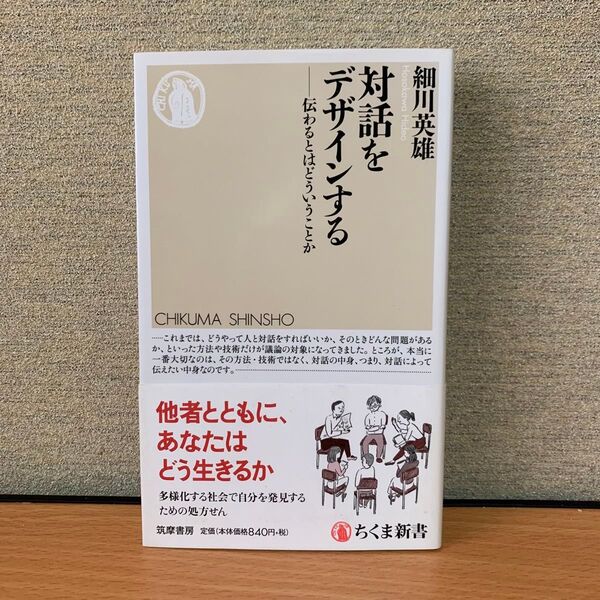 細川英雄
Hosokawa Hideo
対話を
デザインする
──伝わるとはどういうことか
CHIKUMA SHINSHO
……これまでは、どうやって人と対話をすればいいか、そのときどんな問題がある
か、といった方法や技術だけが議論の対象になってきました。ところが、本当に
一番大切なのは、その方法・技術ではなく、対話の中身、つまり、対話によって
伝えたい中身なのです。……
他者とともに、
あなたは
どう生きるか
多様化する社会で自分を発見する
ための処方せん
筑摩書房 定価(本体価格840円+税)
ちくま新書